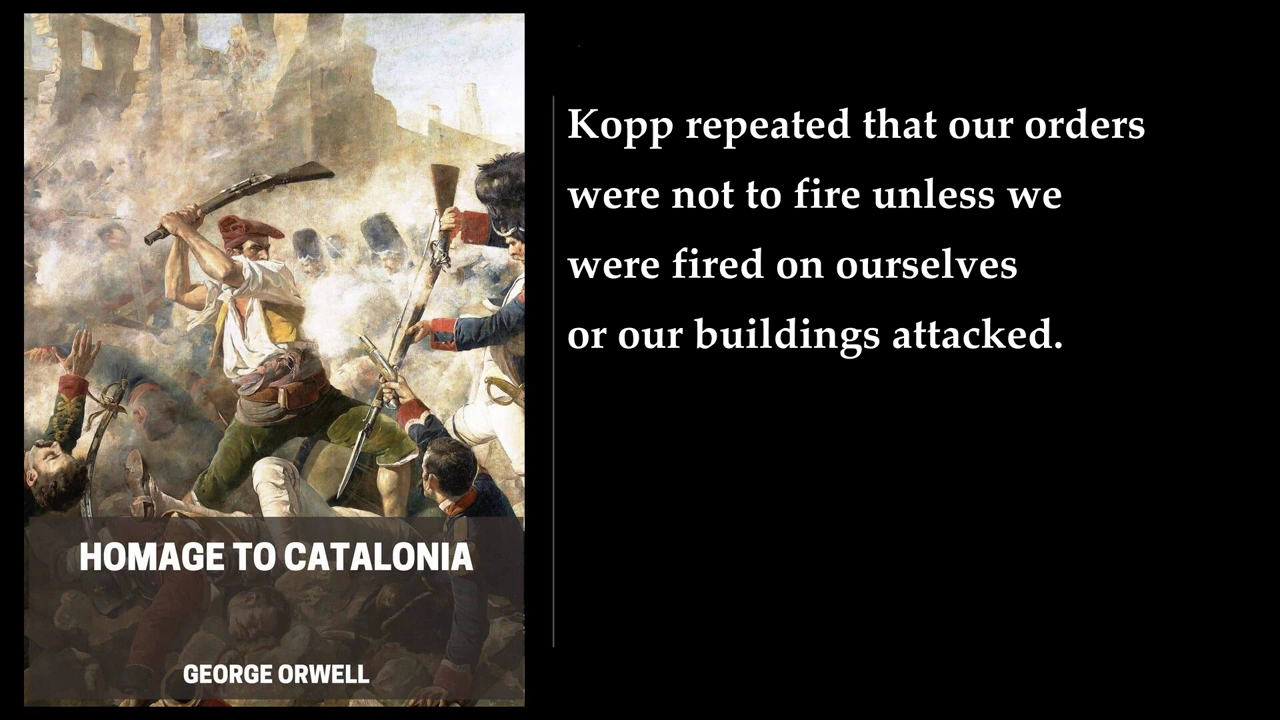 HOMAGE TO CATALONIA
GEORGE ORWELL
Kopp repeated that our orders
were not to fire unless we
were fired on ourselves
or our buildings attacked.